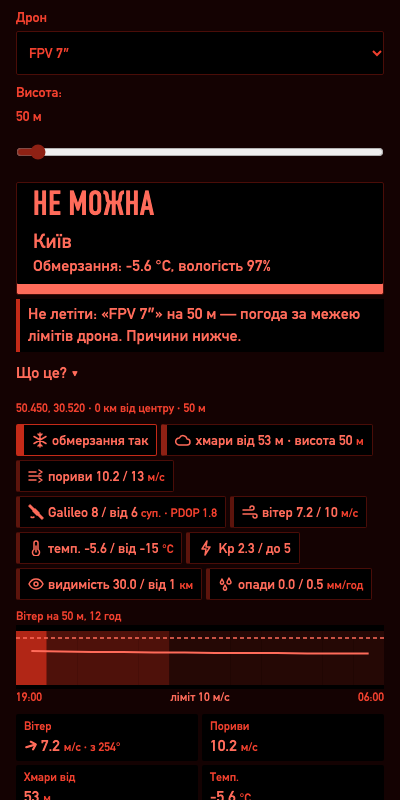 Дрон
FPV 7″
Висота:
50 м
НЕ МОЖНА
Київ
Обмерзання: -5.6 °C, вологість 97%
Не летіти: «FPV 7″» на 50 м — погода за межею
лімітів дрона. Причини нижче.
Що це? ▾
50.450, 30.520 · 0 км від центру · 50 м
обмерзання так
хмари від 53 м · висота 50 м
пориви 10.2 / 13 м/с
Galileo 8 / від 6 суп. · PDOP 1.8
вітер 7.2 / 10 м/с
темп. -5.6 / від -15 °C
Kp 2.3 / до 5
видимість 30.0 / від 1 км
опади 0.0 / 0.5 мм/год
Вітер на 50 м, 12 год
19:00
ліміт 10 м/с
06:00
Вітер
7.2 м/с · з 254°
Пориви
10.2 м/с
Хмари від
53 м
Темп.
-5.6 °C